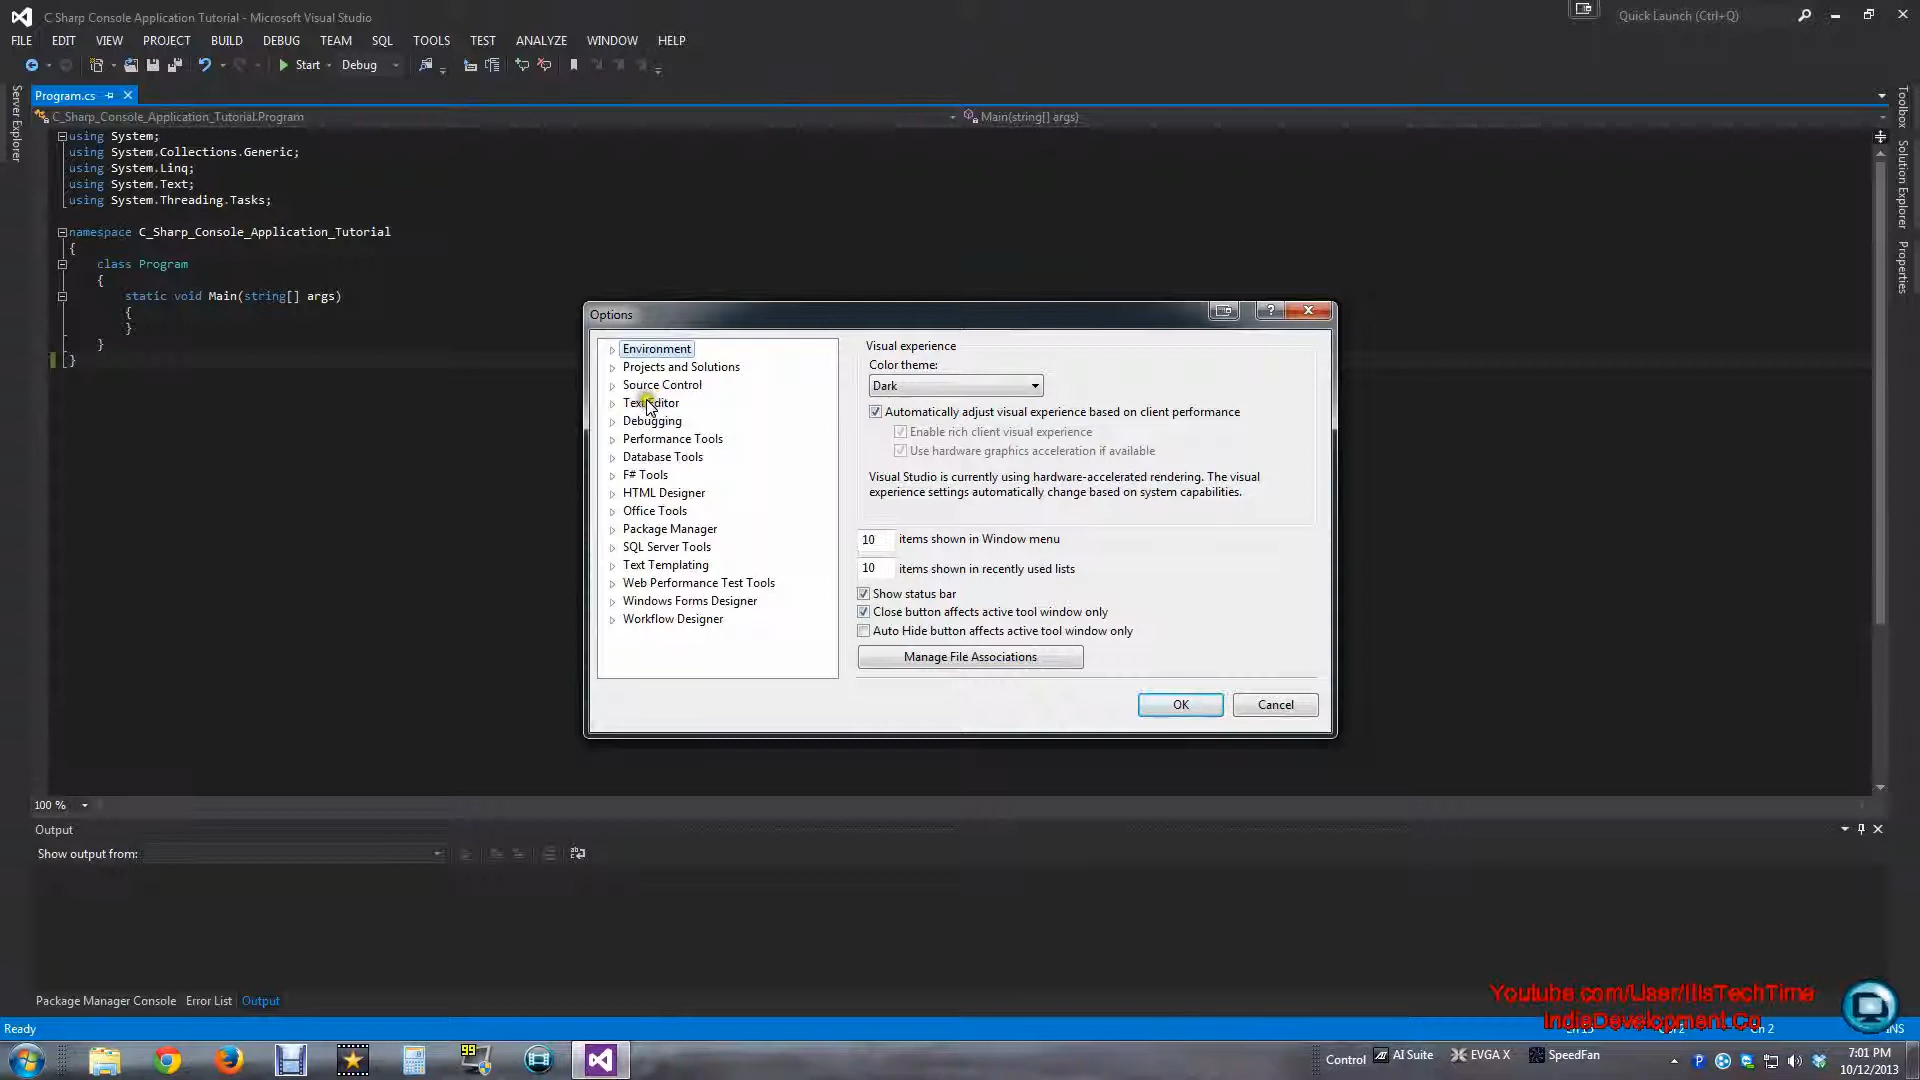 C Sharp Console Application Tutorial - Microsoft Visual Studio
Quick Launch (Ctrl+Q)
FILE EDIT VIEW PROJECT BUILD DEBUG TEAM SQL TOOLS TEST ANALYZE WINDOW HELP
Start Debug
Program.cs
C_Sharp_Console_Application_Tutorial.Program
Main(string[] args)
Server Explorer
Toolbox
Solution Explorer
Properties
using System;
using System.Collections.Generic;
using System.Linq;
using System.Text;
using System.Threading.Tasks;
namespace C_Sharp_Console_Application_Tutorial
{
class Program
{
static void Main(string[] args)
{
}
}
}
Options
Environment
Projects and Solutions
Source Control
Text Editor
Debugging
Performance Tools
Database Tools
F# Tools
HTML Designer
Office Tools
Package Manager
SQL Server Tools
Text Templating
Web Performance Test Tools
Windows Forms Designer
Workflow Designer
Visual experience
Color theme:
Dark
Automatically adjust visual experience based on client performance
Enable rich client visual experience
Use hardware graphics acceleration if available
Visual Studio is currently using hardware-accelerated rendering. The visual
experience settings automatically change based on system capabilities.
10 items shown in Window menu
10 items shown in recently used lists
Show status bar
Close button affects active tool window only
Auto Hide button affects active tool window only
Manage File Associations
OK
Cancel
100 %
Output
Show output from:
Package Manager Console Error List Output
Ready
Ch 2
INS
99
Control
AI Suite
EVGA X
SpeedFan
7:01 PM
10/12/2013